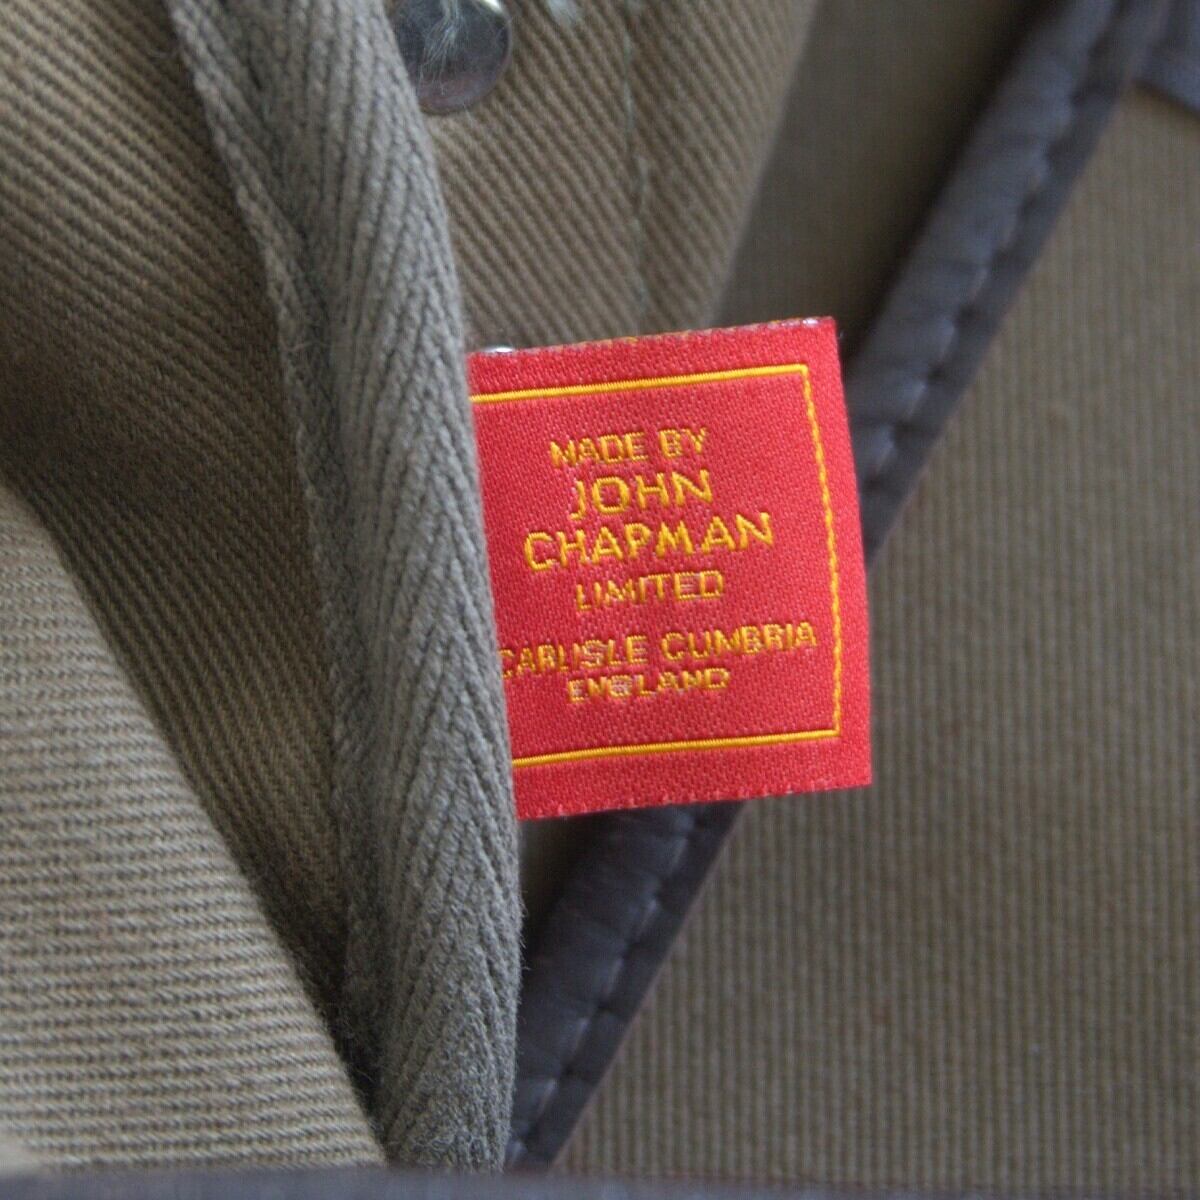 MADE BY
JOHN
CHAPMAN
LIMITED
CARLISLE CUMBRIA
ENGLAND